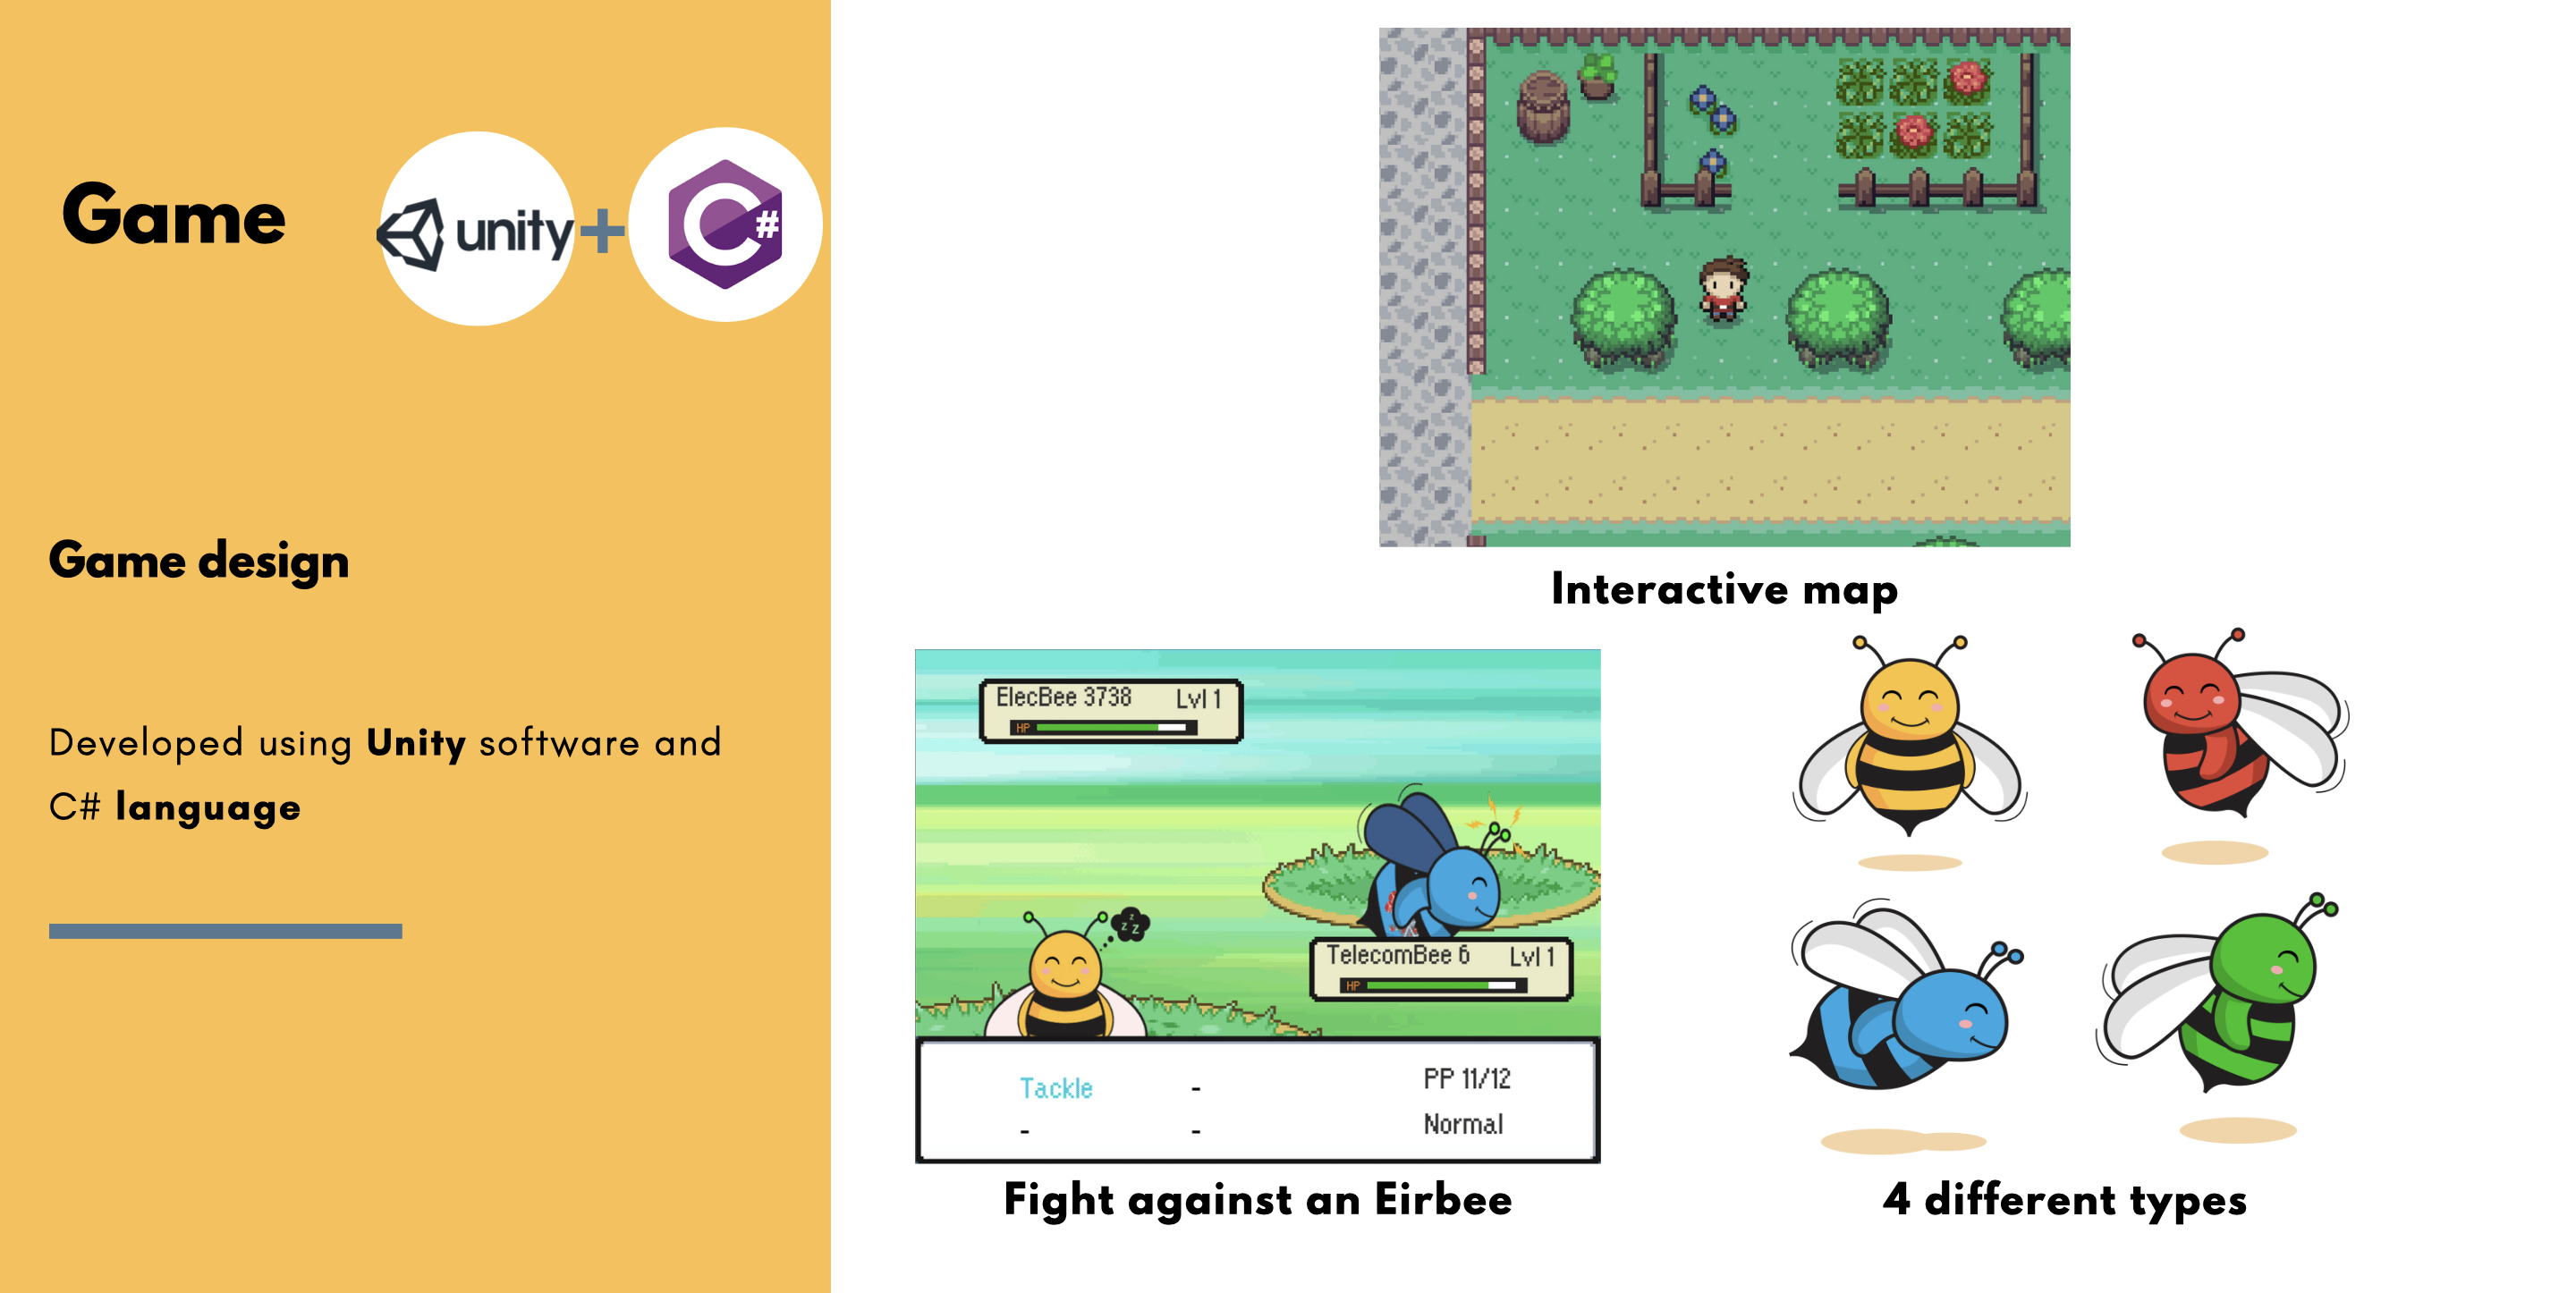 Game
unity
+
C#
Game design
Developed using Unity software and
C# language
Interactive map
ElecBee 3738 Lvl 1
HP
z
z z
TelecomBee 6 Lvl 1
HP
Tackle - PP 11/12
- - Normal
Fight against an Eirbee
4 different types